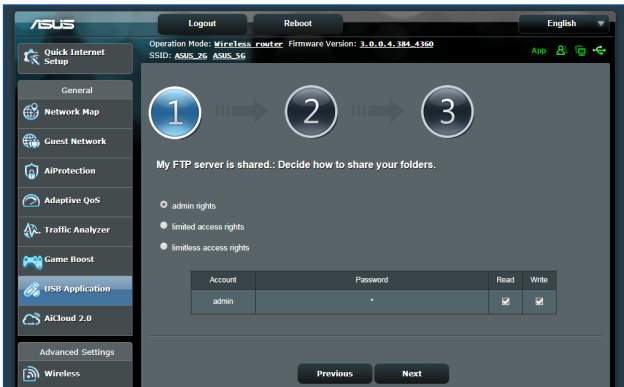 ASUS Logout Reboot English
Operation Mode: Wireless router Firmware Version: 3.0.0.4.384_4360
SSID: ASUS_2G ASUS_5G
App
Quick Internet
Setup
General
Network Map
Guest Network
AiProtection
Adaptive QoS
Traffic Analyzer
Game Boost
USB Application
AiCloud 2.0
Advanced Settings
Wireless
1 2 3
My FTP server is shared.: Decide how to share your folders.
admin rights
limited access rights
limitless access rights
Account Password Read Write
admin *
Previous Next